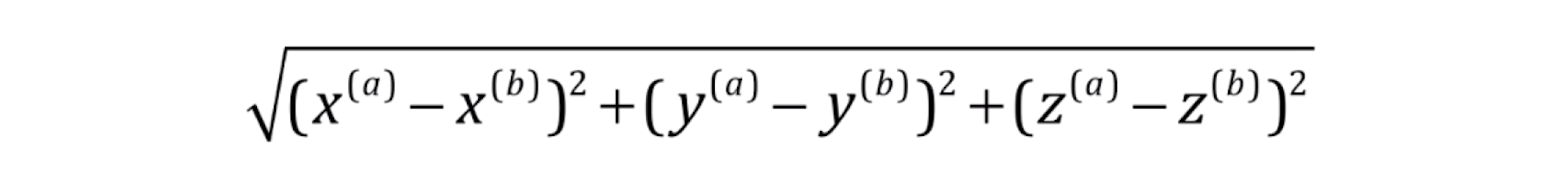 √((x^(a) − x^(b))² + (y^(a) − y^(b))² + (z^(a) − z^(b))²)